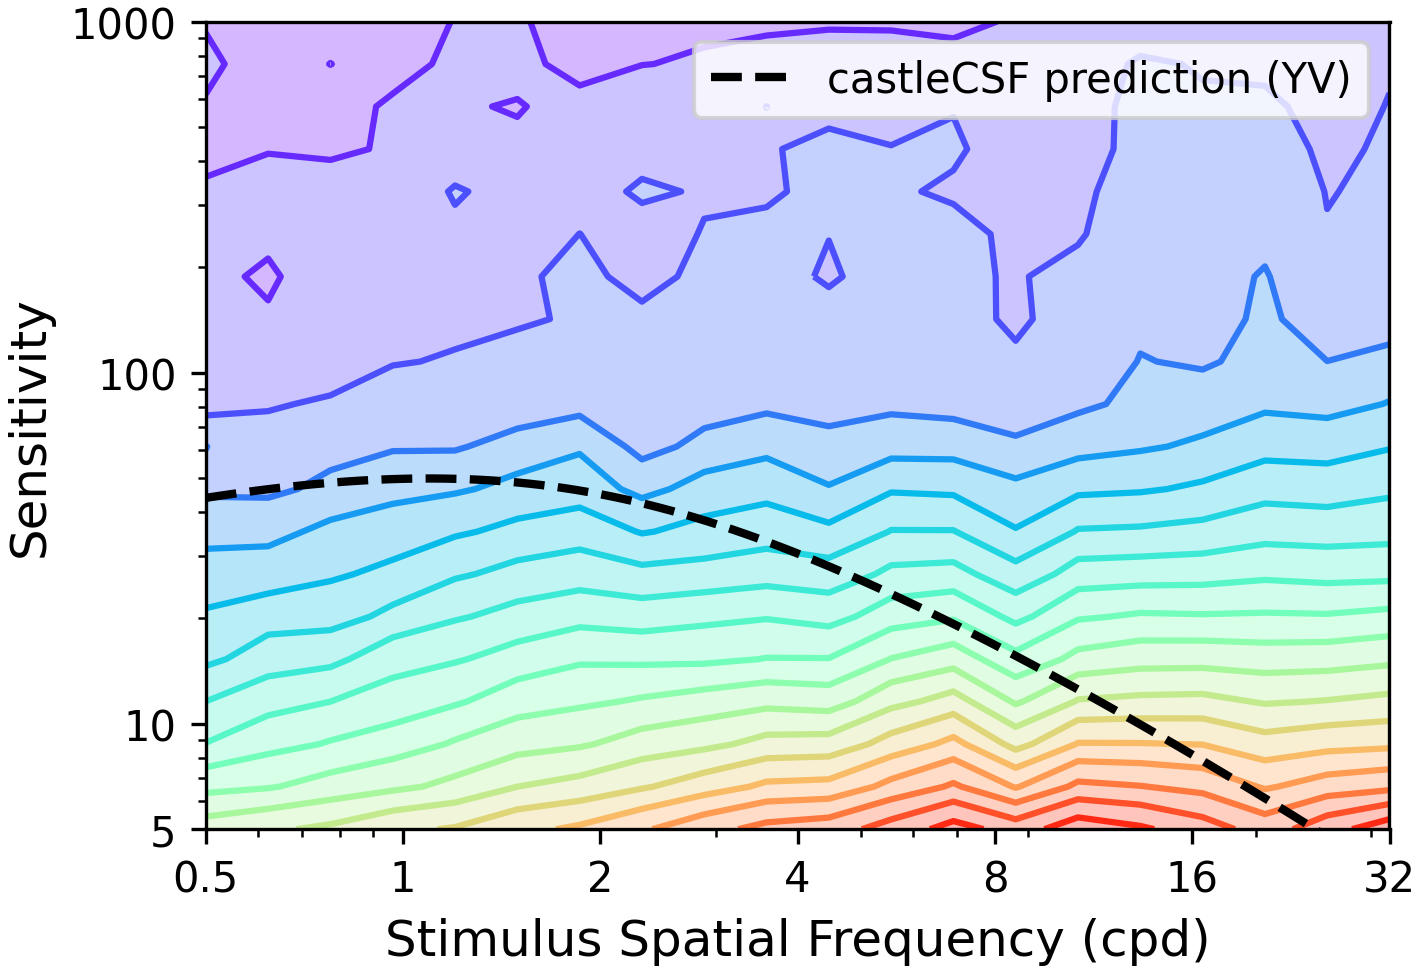 1000
castleCSF prediction (YV)
100
Sensitivity
10
5
0.5 1 2 4 8 16 32
Stimulus Spatial Frequency (cpd)